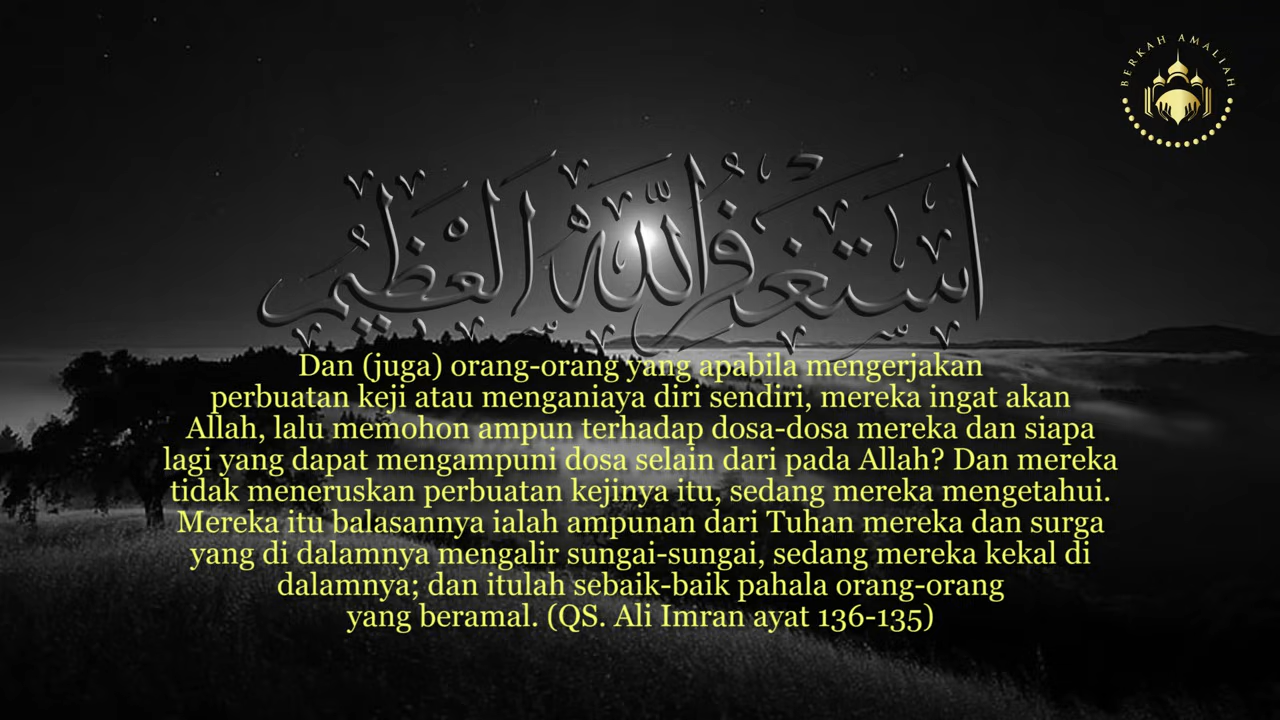 BERKAH AMALIAH
اَسْتَغْفِرُاللّٰهَ الْعَظِيْمَ
Dan (juga) orang-orang yang apabila mengerjakan
perbuatan keji atau menganiaya diri sendiri, mereka ingat akan
Allah, lalu memohon ampun terhadap dosa-dosa mereka dan siapa
lagi yang dapat mengampuni dosa selain dari pada Allah? Dan mereka
tidak meneruskan perbuatan kejinya itu, sedang mereka mengetahui.
Mereka itu balasannya ialah ampunan dari Tuhan mereka dan surga
yang di dalamnya mengalir sungai-sungai, sedang mereka kekal di
dalamnya; dan itulah sebaik-baik pahala orang-orang
yang beramal. (QS. Ali Imran ayat 136-135)